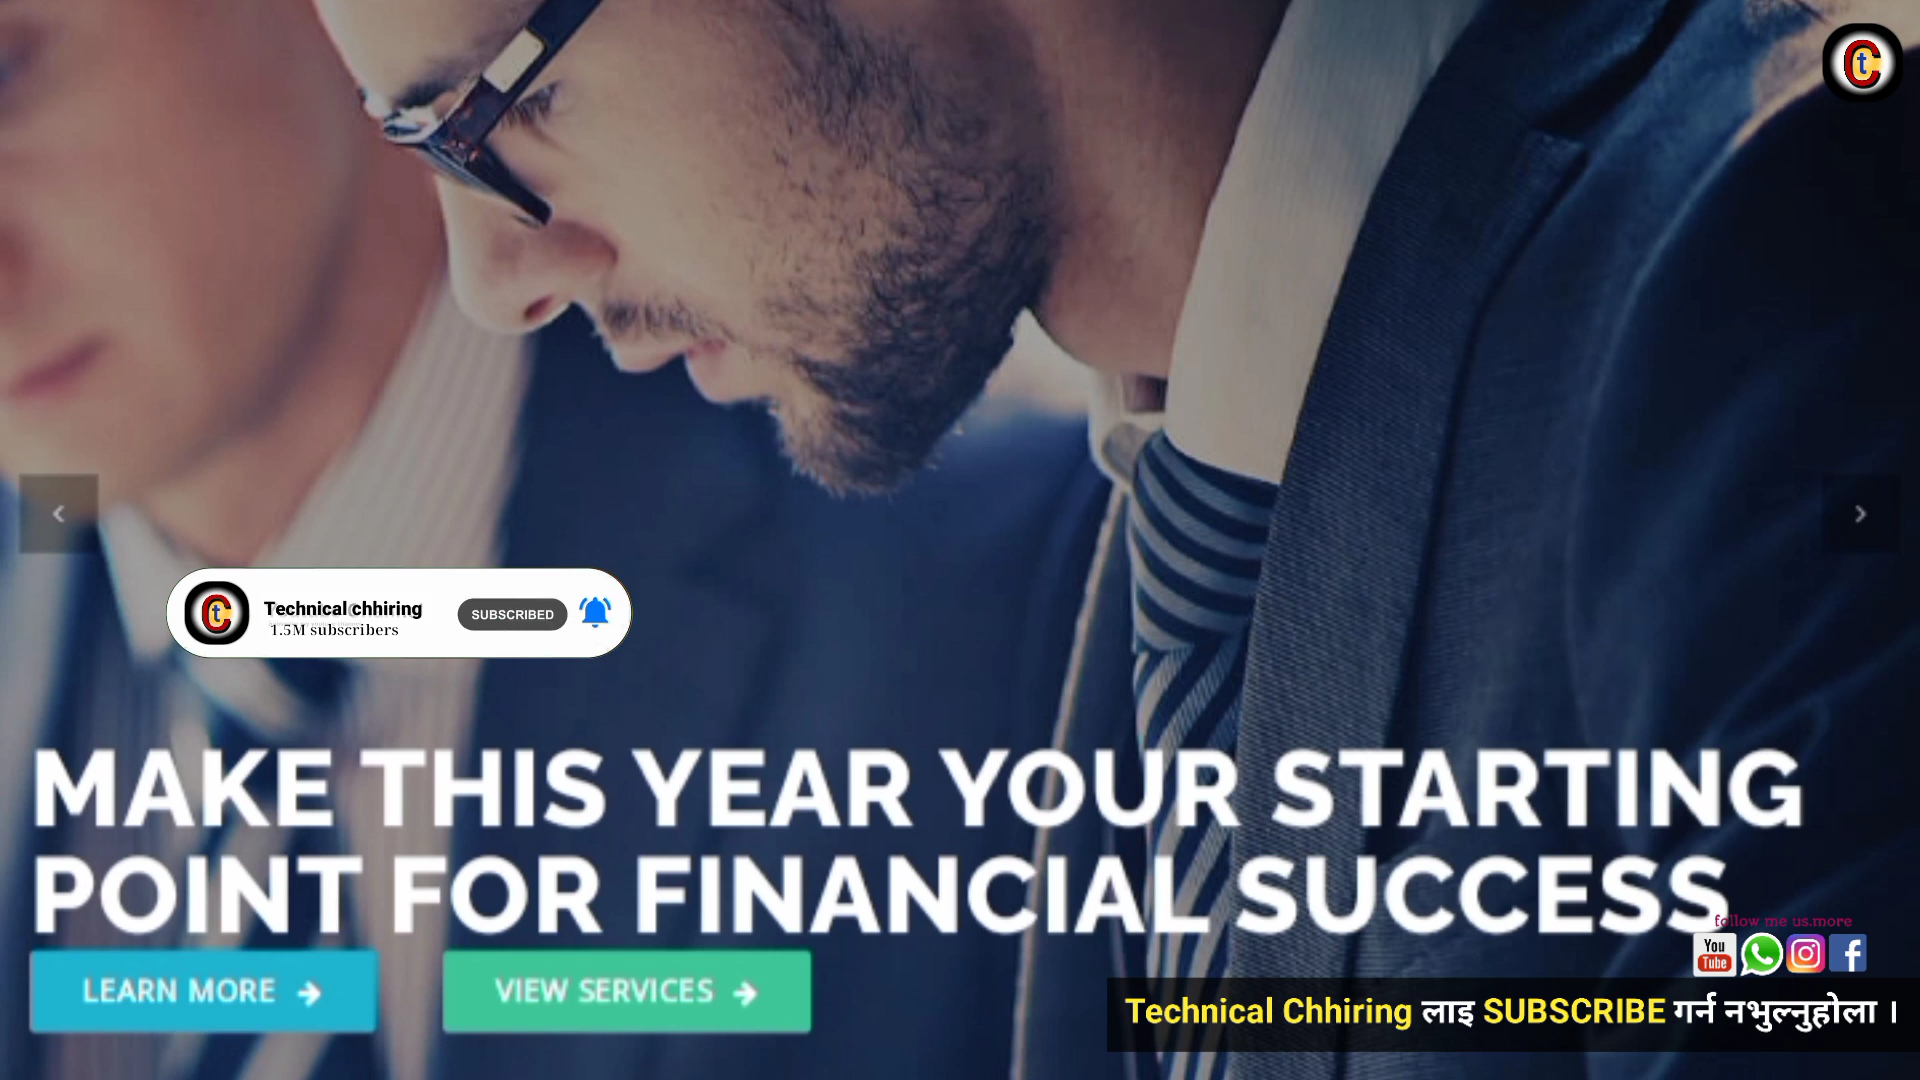 Ct
Technical chhiring
1.5M subscribers
SUBSCRIBED
MAKE THIS YEAR YOUR STARTING
POINT FOR FINANCIAL SUCCESS
follow me us.more
LEARN MORE
VIEW SERVICES
You
Tube
f
Technical Chhiring लाइ SUBSCRIBE गर्न नभुल्नुहोला ।